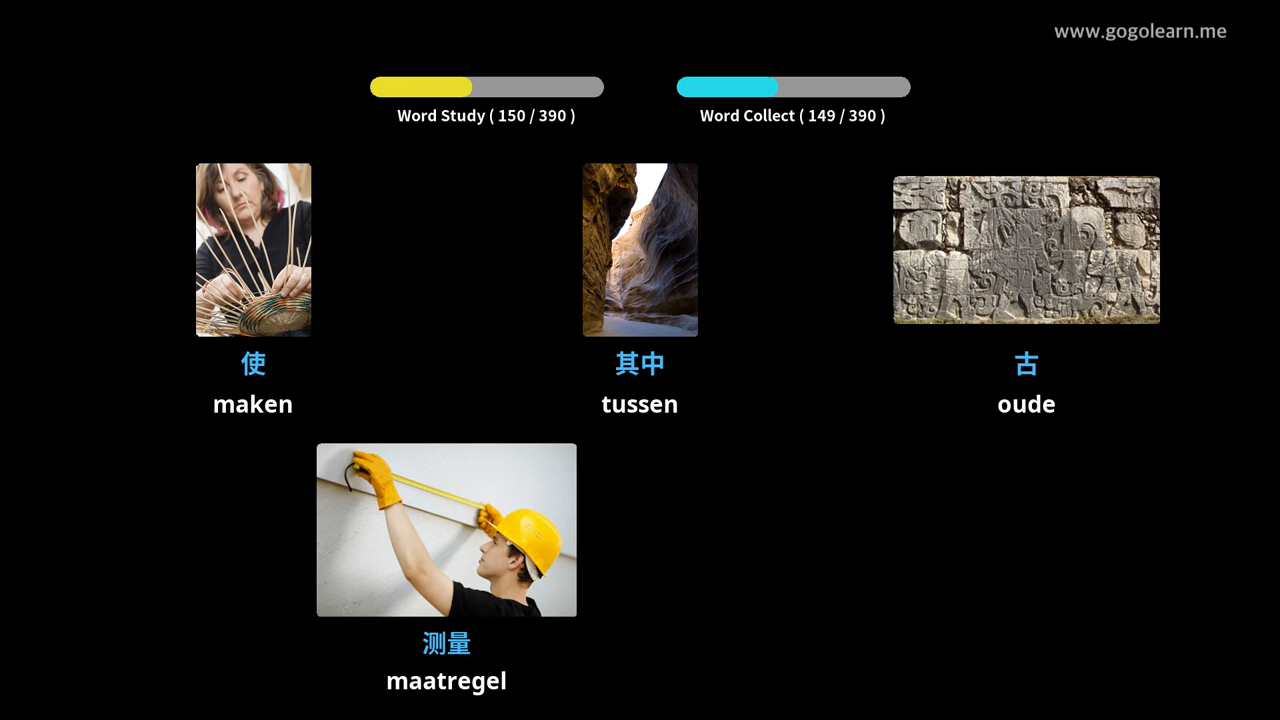 www.gogolearn.me
Word Study ( 150 / 390 )
Word Collect ( 149 / 390 )
使
maken
其中
tussen
古
oude
测量
maatregel